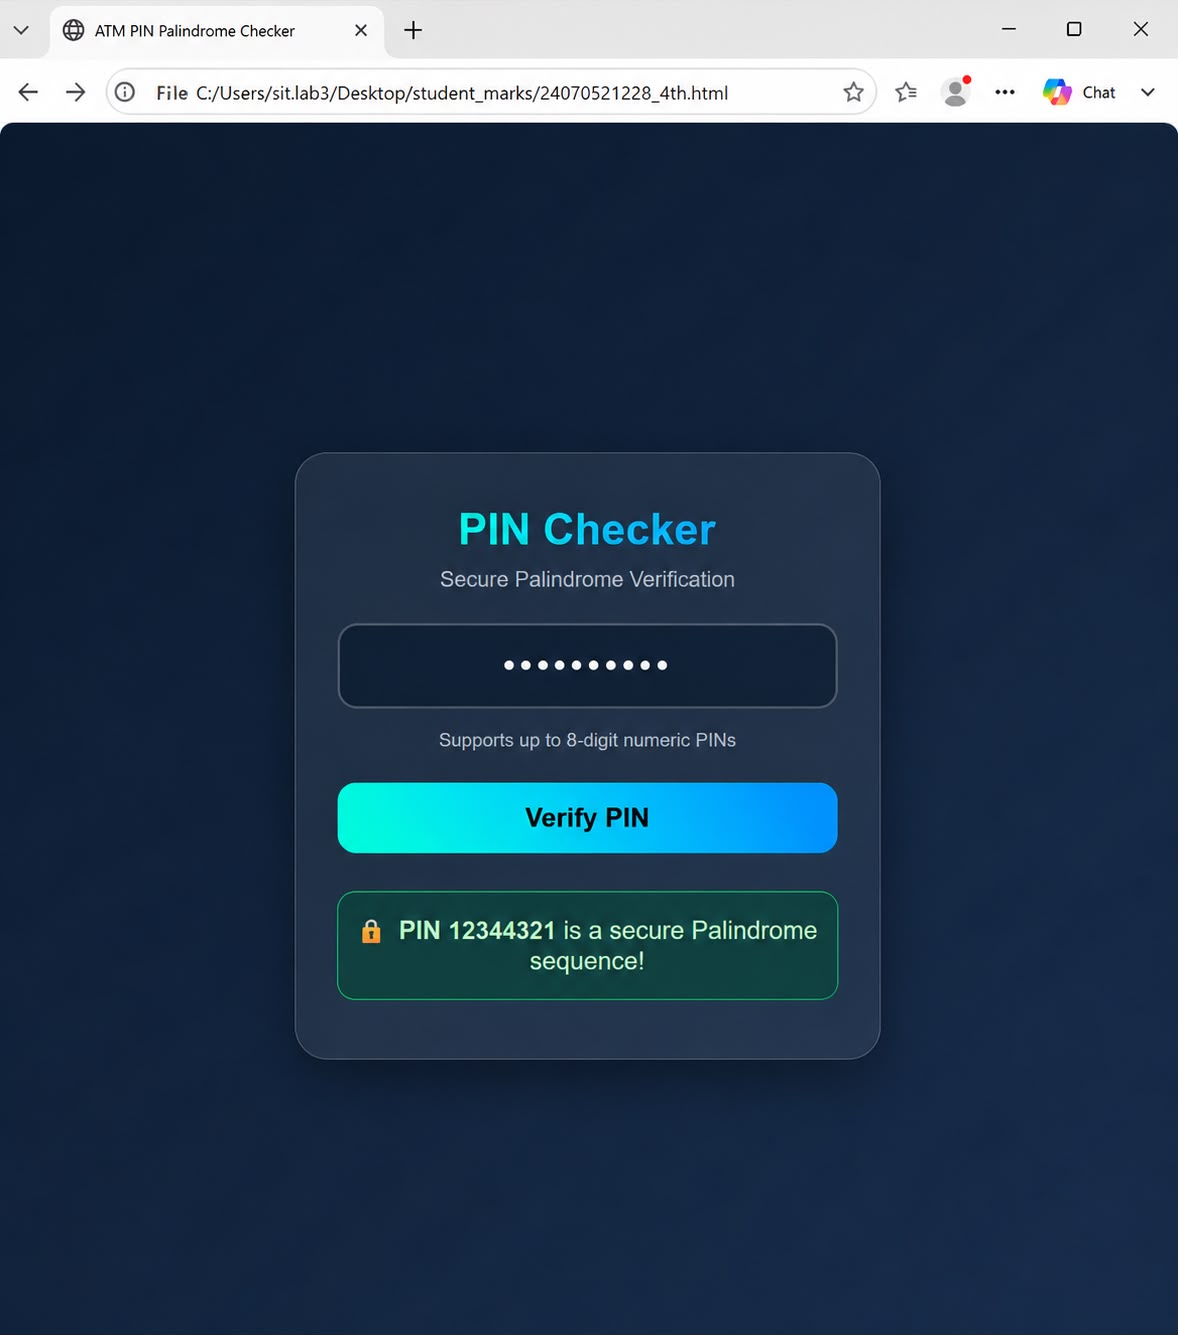 ATM PIN Palindrome Checker
File C:/Users/sit.lab3/Desktop/student_marks/24070521228_4th.html
Chat
PIN Checker
Secure Palindrome Verification
••••••••••
Supports up to 8-digit numeric PINs
Verify PIN
🔒 PIN 12344321 is a secure Palindrome
sequence!